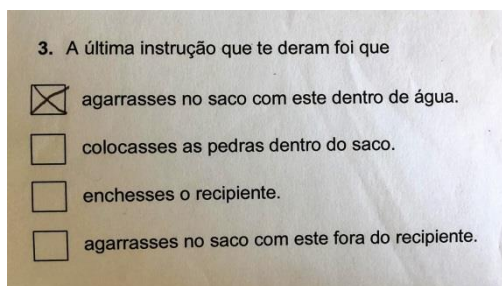 3. A última instrução que te deram foi que
agarrasses no saco com este dentro de água.
colocasses as pedras dentro do saco.
enchesses o recipiente.
agarrasses no saco com este fora do recipiente.